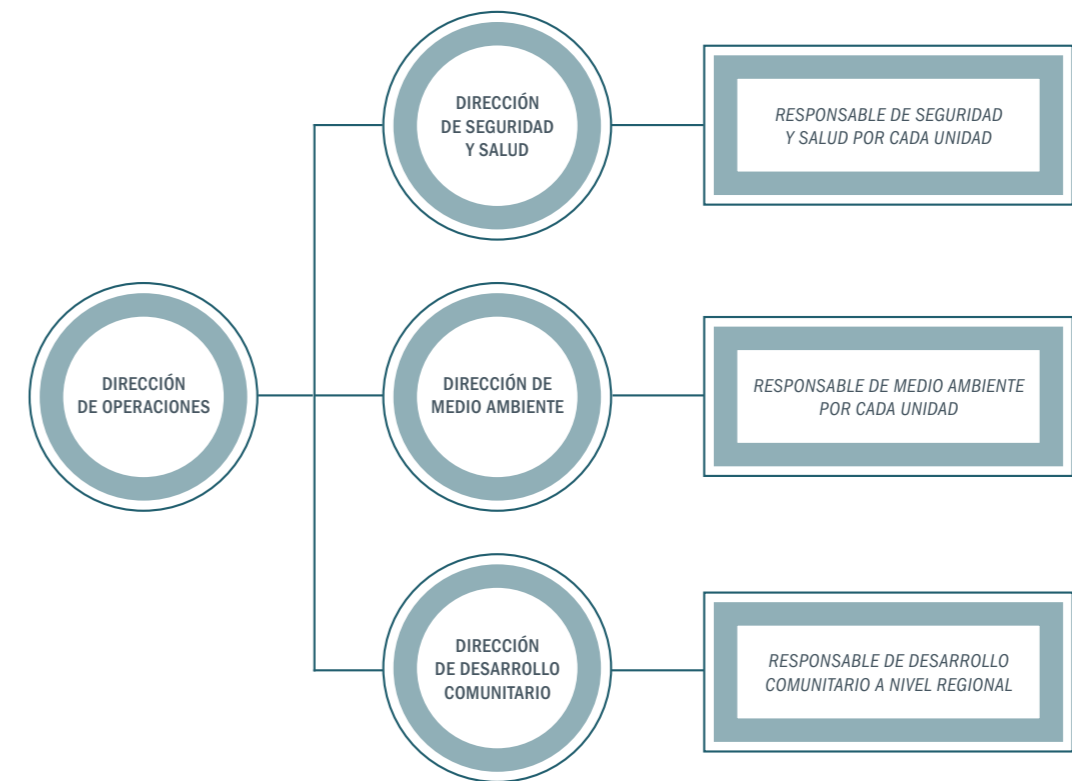 DIRECCIÓN
DE OPERACIONES
DIRECCIÓN
DE SEGURIDAD
Y SALUD
RESPONSABLE DE SEGURIDAD
Y SALUD POR CADA UNIDAD
DIRECCIÓN DE
MEDIO AMBIENTE
RESPONSABLE DE MEDIO AMBIENTE
POR CADA UNIDAD
DIRECCIÓN
DE DESARROLLO
COMUNITARIO
RESPONSABLE DE DESARROLLO
COMUNITARIO A NIVEL REGIONAL